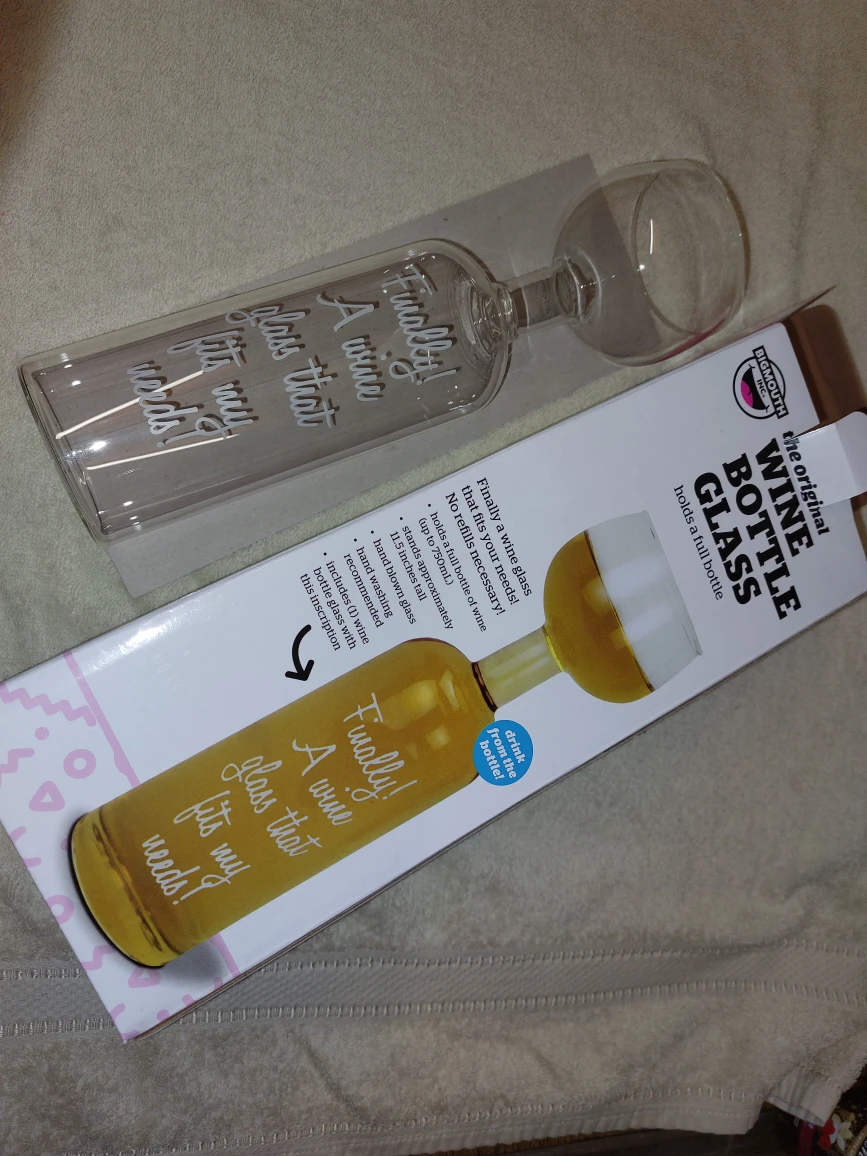 Finally!
A wine
glass that
fits my
needs!
BIGMOUTH
INC.
the original
WINE
BOTTLE
GLASS
holds a full bottle
Finally a wine glass
that fits your needs!
No refills necessary!
• holds a full bottle of wine
(up to 750mL)
• stands approximately
11.5 inches tall
• hand blown glass
• hand washing
recommended
• includes (1) wine
bottle glass with
this inscription
drink
from the
bottle!
Finally!
A wine
glass that
fits my
needs!